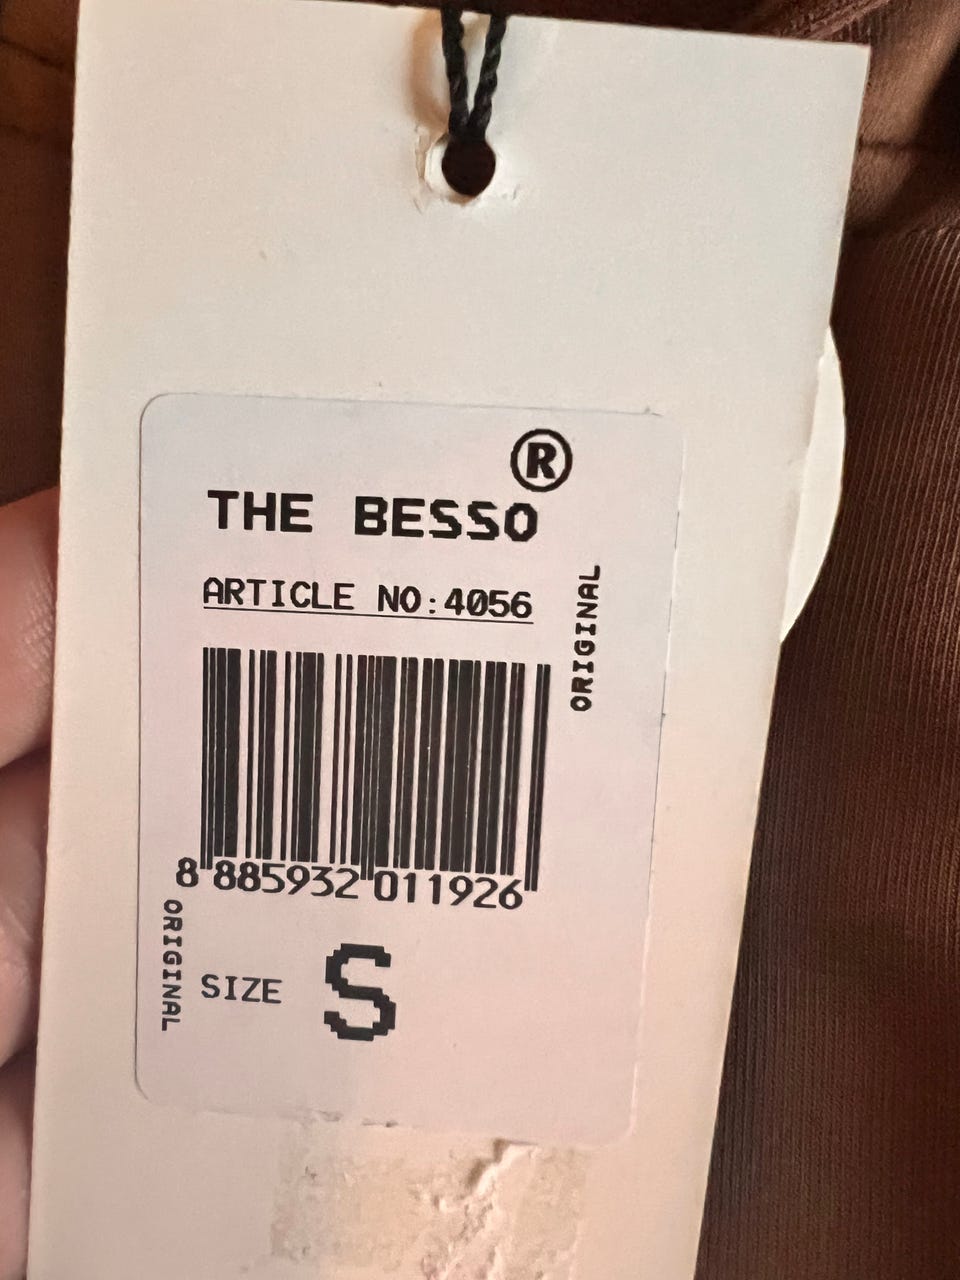 ®
THE BESSO
ARTICLE NO:4056
ORIGINAL
8 885932 011926
ORIGINAL
SIZE S